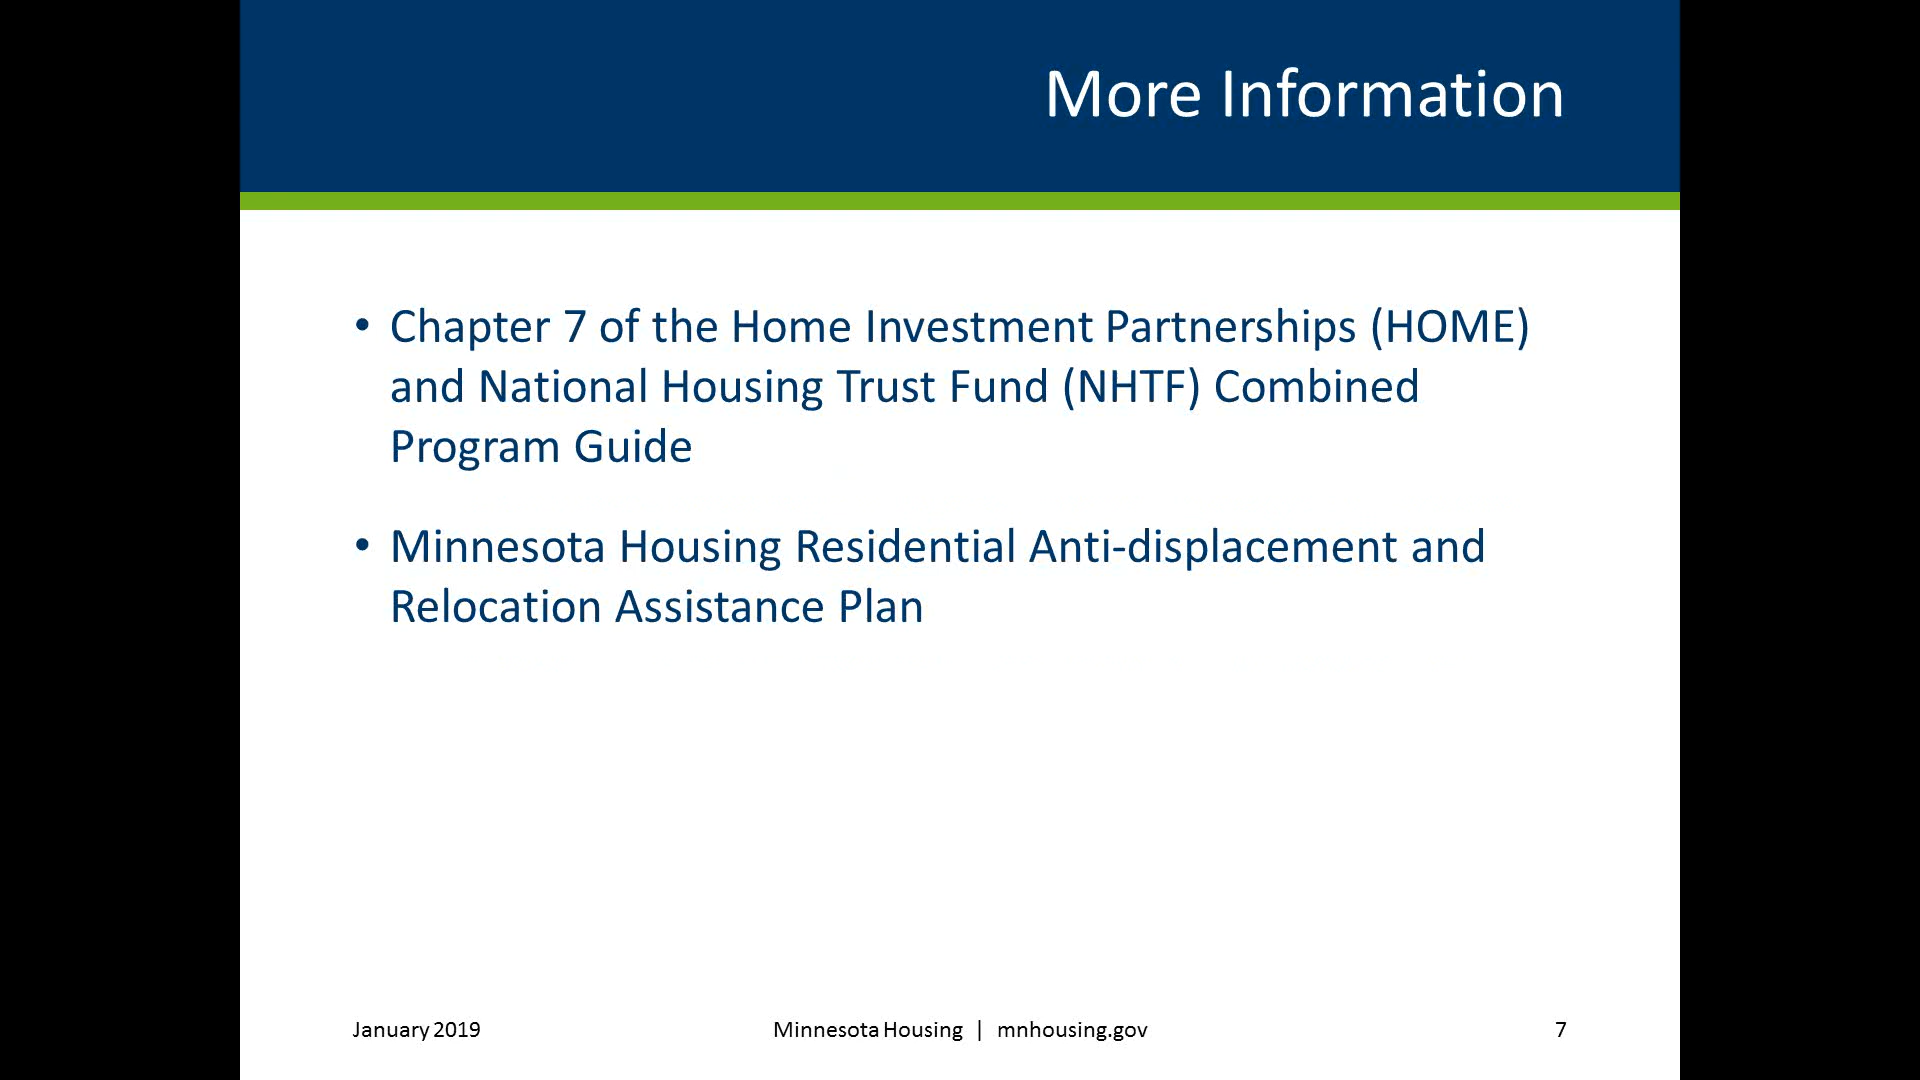 More Information
• Chapter 7 of the Home Investment Partnerships (HOME)
and National Housing Trust Fund (NHTF) Combined
Program Guide
• Minnesota Housing Residential Anti-displacement and
Relocation Assistance Plan
January 2019
Minnesota Housing | mnhousing.gov
7